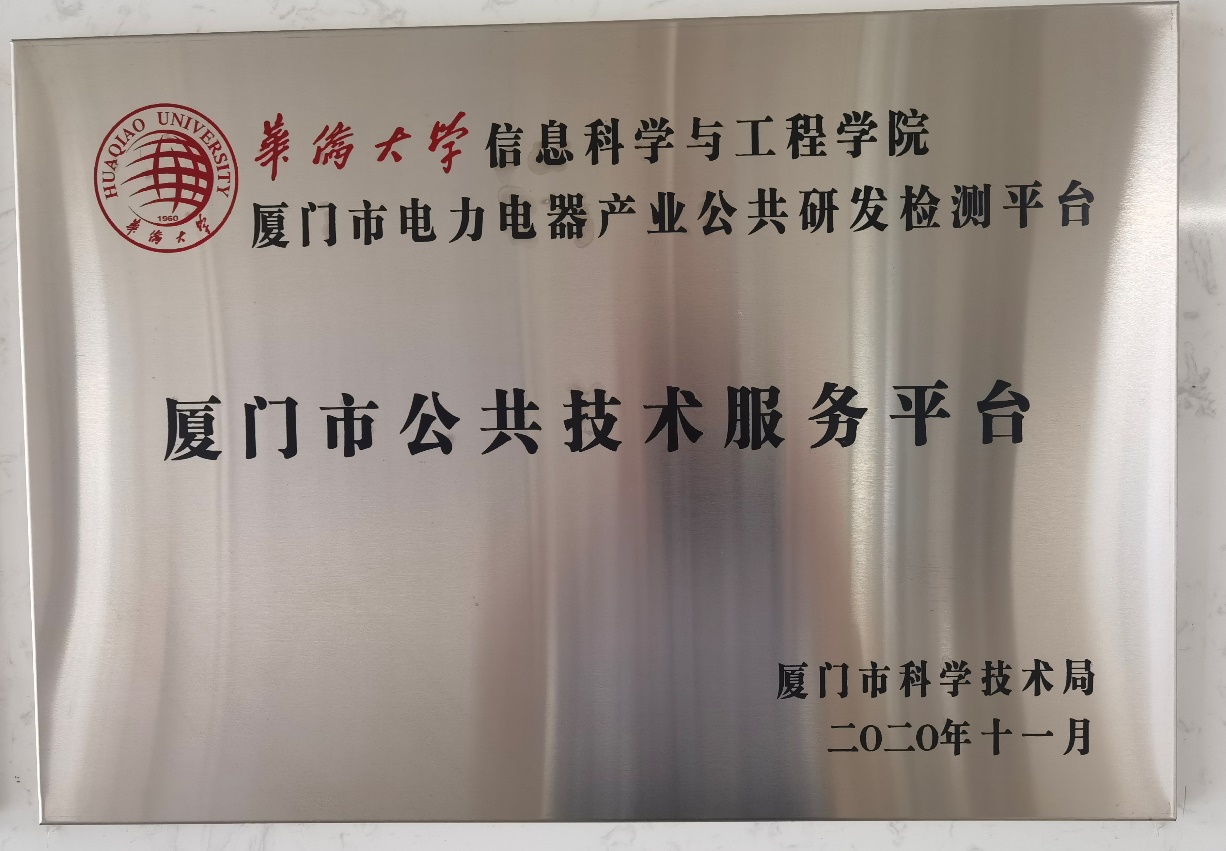 HUAQIAO UNIVERSITY
1960
華僑大学
華僑大学信息科学与工程学院
厦门市电力电器产业公共研发检测平台
厦门市公共技术服务平台
厦门市科学技术局
二〇二〇年十一月